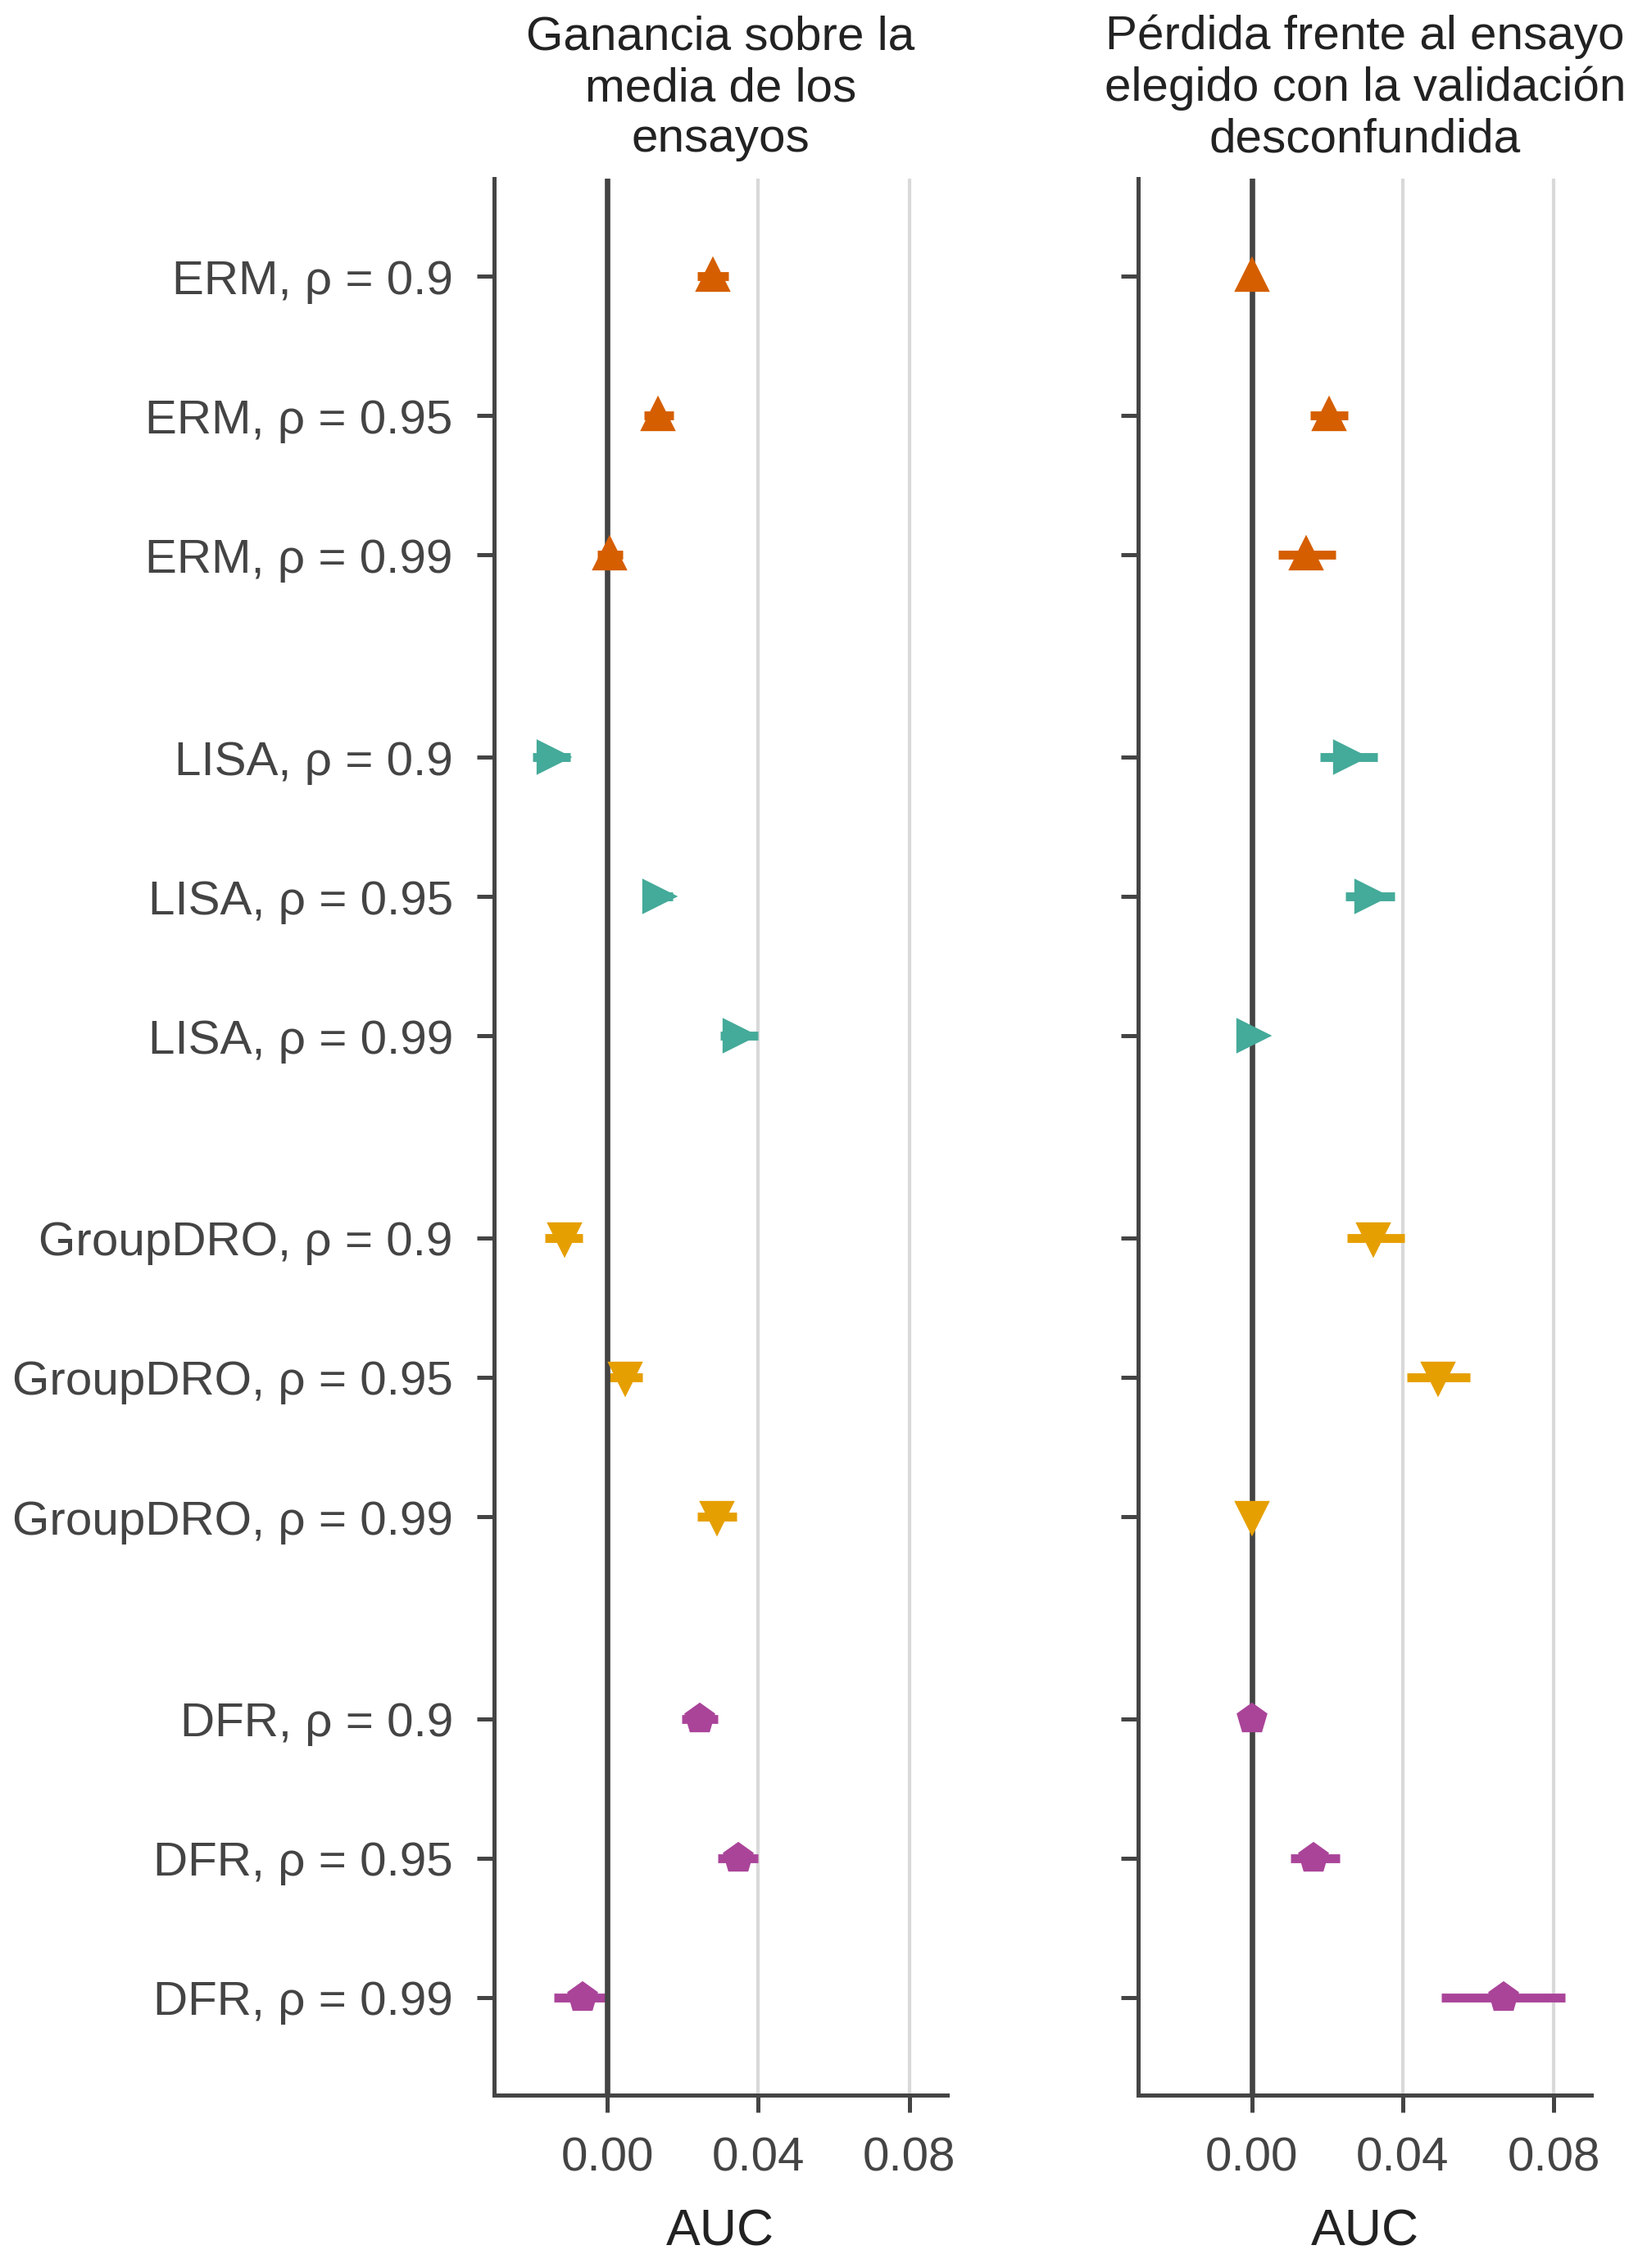 Ganancia sobre la
media de los
ensayos
Pérdida frente al ensayo
elegido con la validación
desconfundida
ERM, ρ = 0.9
ERM, ρ = 0.95
ERM, ρ = 0.99
LISA, ρ = 0.9
LISA, ρ = 0.95
LISA, ρ = 0.99
GroupDRO, ρ = 0.9
GroupDRO, ρ = 0.95
GroupDRO, ρ = 0.99
DFR, ρ = 0.9
DFR, ρ = 0.95
DFR, ρ = 0.99
0.00 0.04 0.08
0.00 0.04 0.08
AUC
AUC